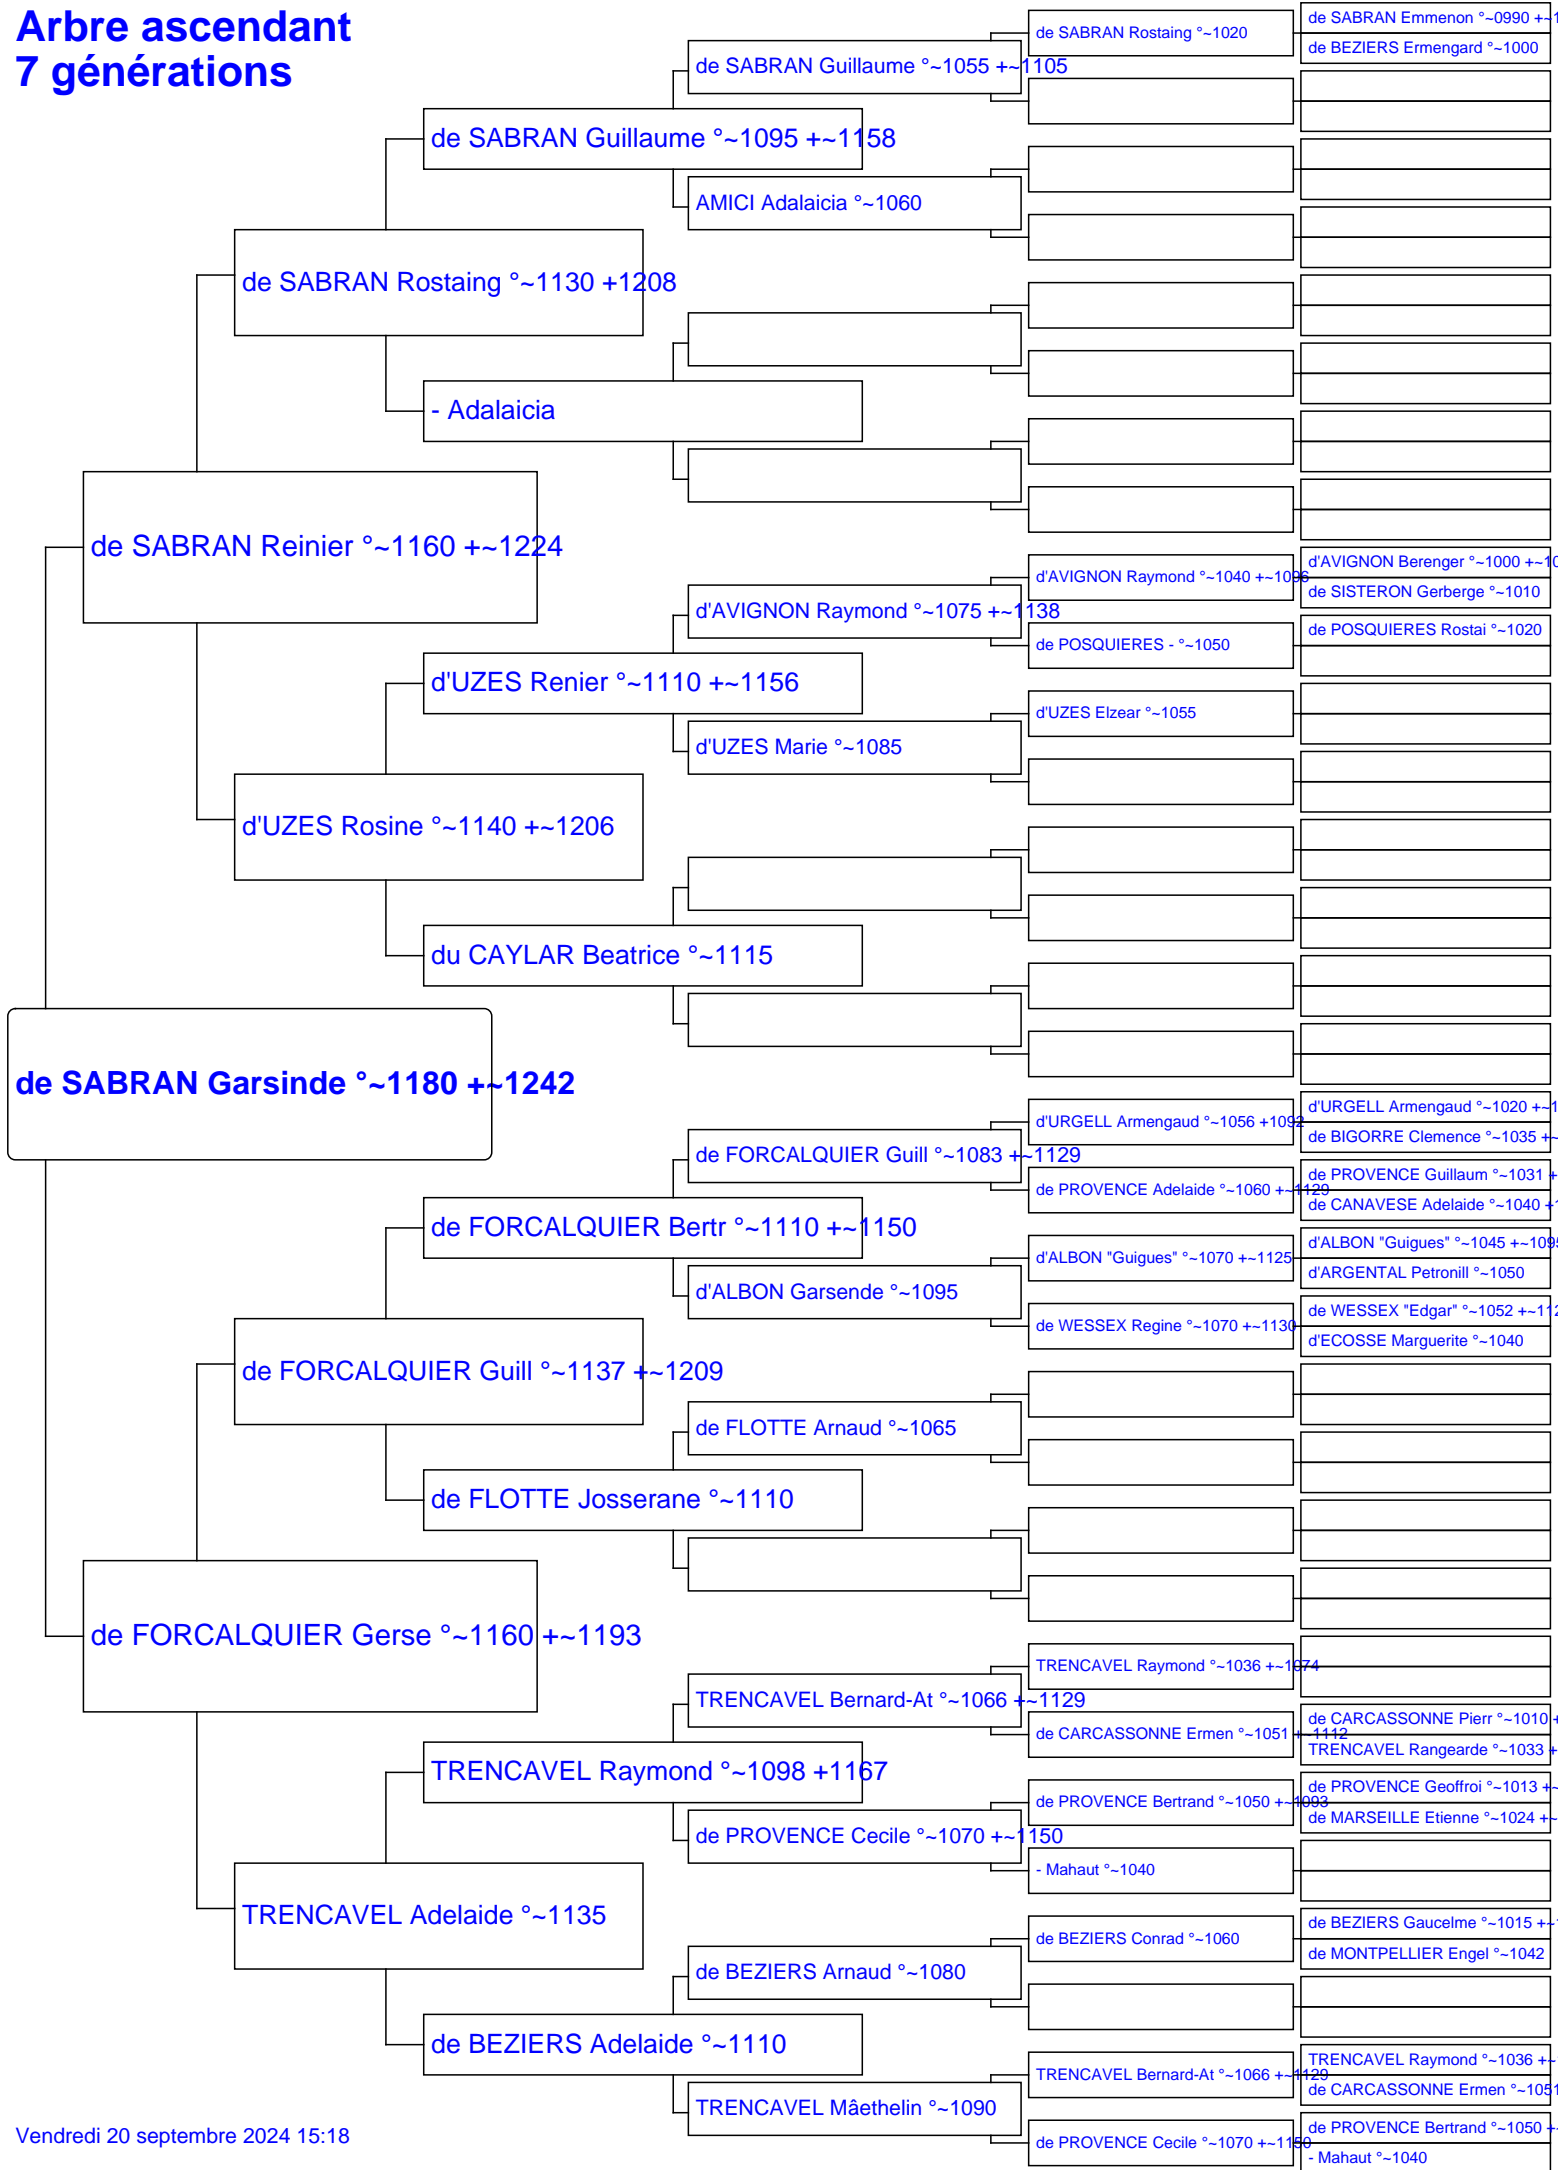 Arbre ascendant
7 générations
de SABRAN Emmenon °~0990 +~1
de SABRAN Rostaing °~1020
de BEZIERS Ermengard °~1000
de SABRAN Guillaume °~1055 +~1105
de SABRAN Guillaume °~1095 +~1158
AMICI Adalaicia °~1060
de SABRAN Rostaing °~1130 +1208
- Adalaicia
de SABRAN Reinier °~1160 +~1224
d'AVIGNON Berenger °~1000 +~10
d'AVIGNON Raymond °~1040 +~1096
de SISTERON Gerberge °~1010
d'AVIGNON Raymond °~1075 +~1138
de POSQUIERES Rostai °~1020
de POSQUIERES - °~1050
d'UZES Renier °~1110 +~1156
d'UZES Elzear °~1055
d'UZES Marie °~1085
d'UZES Rosine °~1140 +~1206
du CAYLAR Beatrice °~1115
de SABRAN Garsinde °~1180 +~1242
d'URGELL Armengaud °~1020 +~1
d'URGELL Armengaud °~1056 +1092
de BIGORRE Clemence °~1035 +~
de FORCALQUIER Guill °~1083 +~1129
de PROVENCE Guillaum °~1031 +
de PROVENCE Adelaide °~1060 +~1129
de CANAVESE Adelaide °~1040 +1
de FORCALQUIER Bertr °~1110 +~1150
d'ALBON "Guigues" °~1045 +~1095
d'ALBON "Guigues" °~1070 +~1125
d'ARGENTAL Petronill °~1050
d'ALBON Garsende °~1095
de WESSEX "Edgar" °~1052 +~112
de WESSEX Regine °~1070 +~1130
d'ECOSSE Marguerite °~1040
de FORCALQUIER Guill °~1137 +~1209
de FLOTTE Arnaud °~1065
de FLOTTE Josserane °~1110
de FORCALQUIER Gerse °~1160 +~1193
TRENCAVEL Raymond °~1036 +~1074
TRENCAVEL Bernard-At °~1066 +~1129
de CARCASSONNE Pierr °~1010 +
de CARCASSONNE Ermen °~1051 +~1112
TRENCAVEL Rangearde °~1033 +
TRENCAVEL Raymond °~1098 +1167
de PROVENCE Geoffroi °~1013 +~
de PROVENCE Bertrand °~1050 +~1093
de MARSEILLE Etienne °~1024 +~
de PROVENCE Cecile °~1070 +~1150
- Mahaut °~1040
TRENCAVEL Adelaide °~1135
de BEZIERS Gaucelme °~1015 +~1
de BEZIERS Conrad °~1060
de MONTPELLIER Engel °~1042
de BEZIERS Arnaud °~1080
de BEZIERS Adelaide °~1110
TRENCAVEL Raymond °~1036 +~
TRENCAVEL Bernard-At °~1066 +~1129
de CARCASSONNE Ermen °~1051
TRENCAVEL Mâethelin °~1090
de PROVENCE Bertrand °~1050 +~
de PROVENCE Cecile °~1070 +~1150
- Mahaut °~1040
Vendredi 20 septembre 2024 15:18